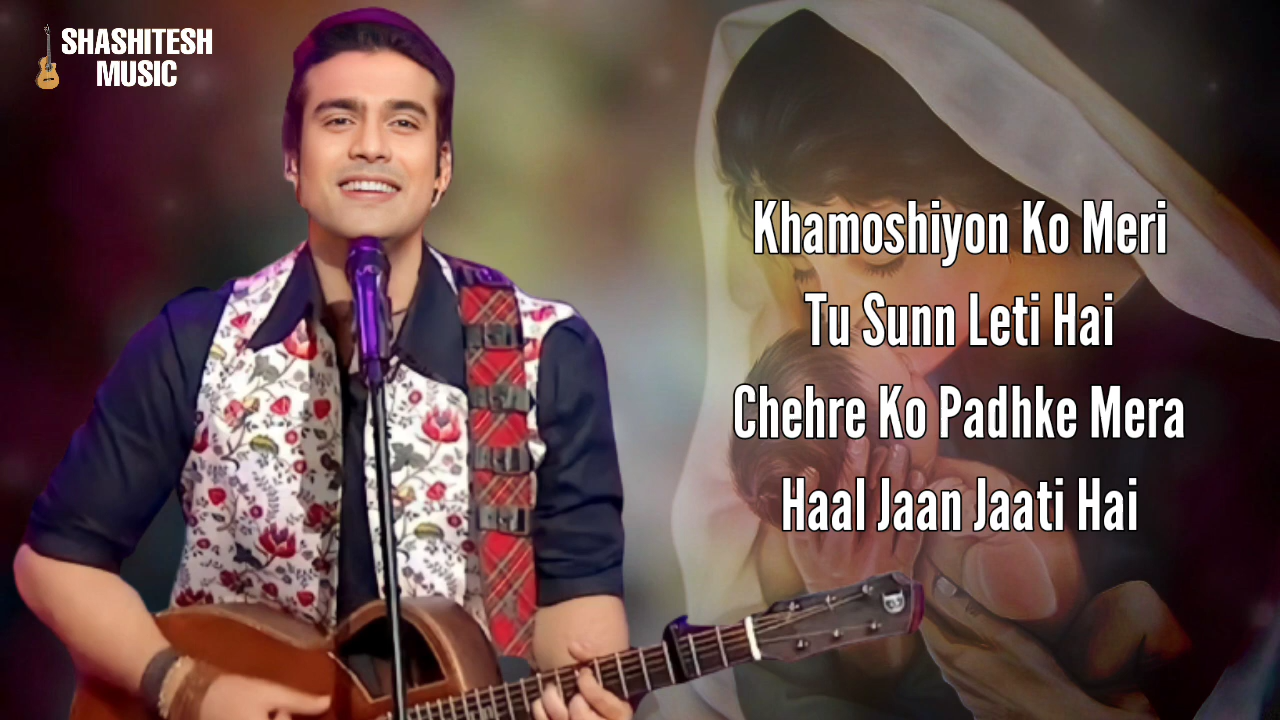 SHASHITESH
MUSIC
Khamoshiyon Ko Meri
Tu Sunn Leti Hai
Chehre Ko Padhke Mera
Haal Jaan Jaati Hai